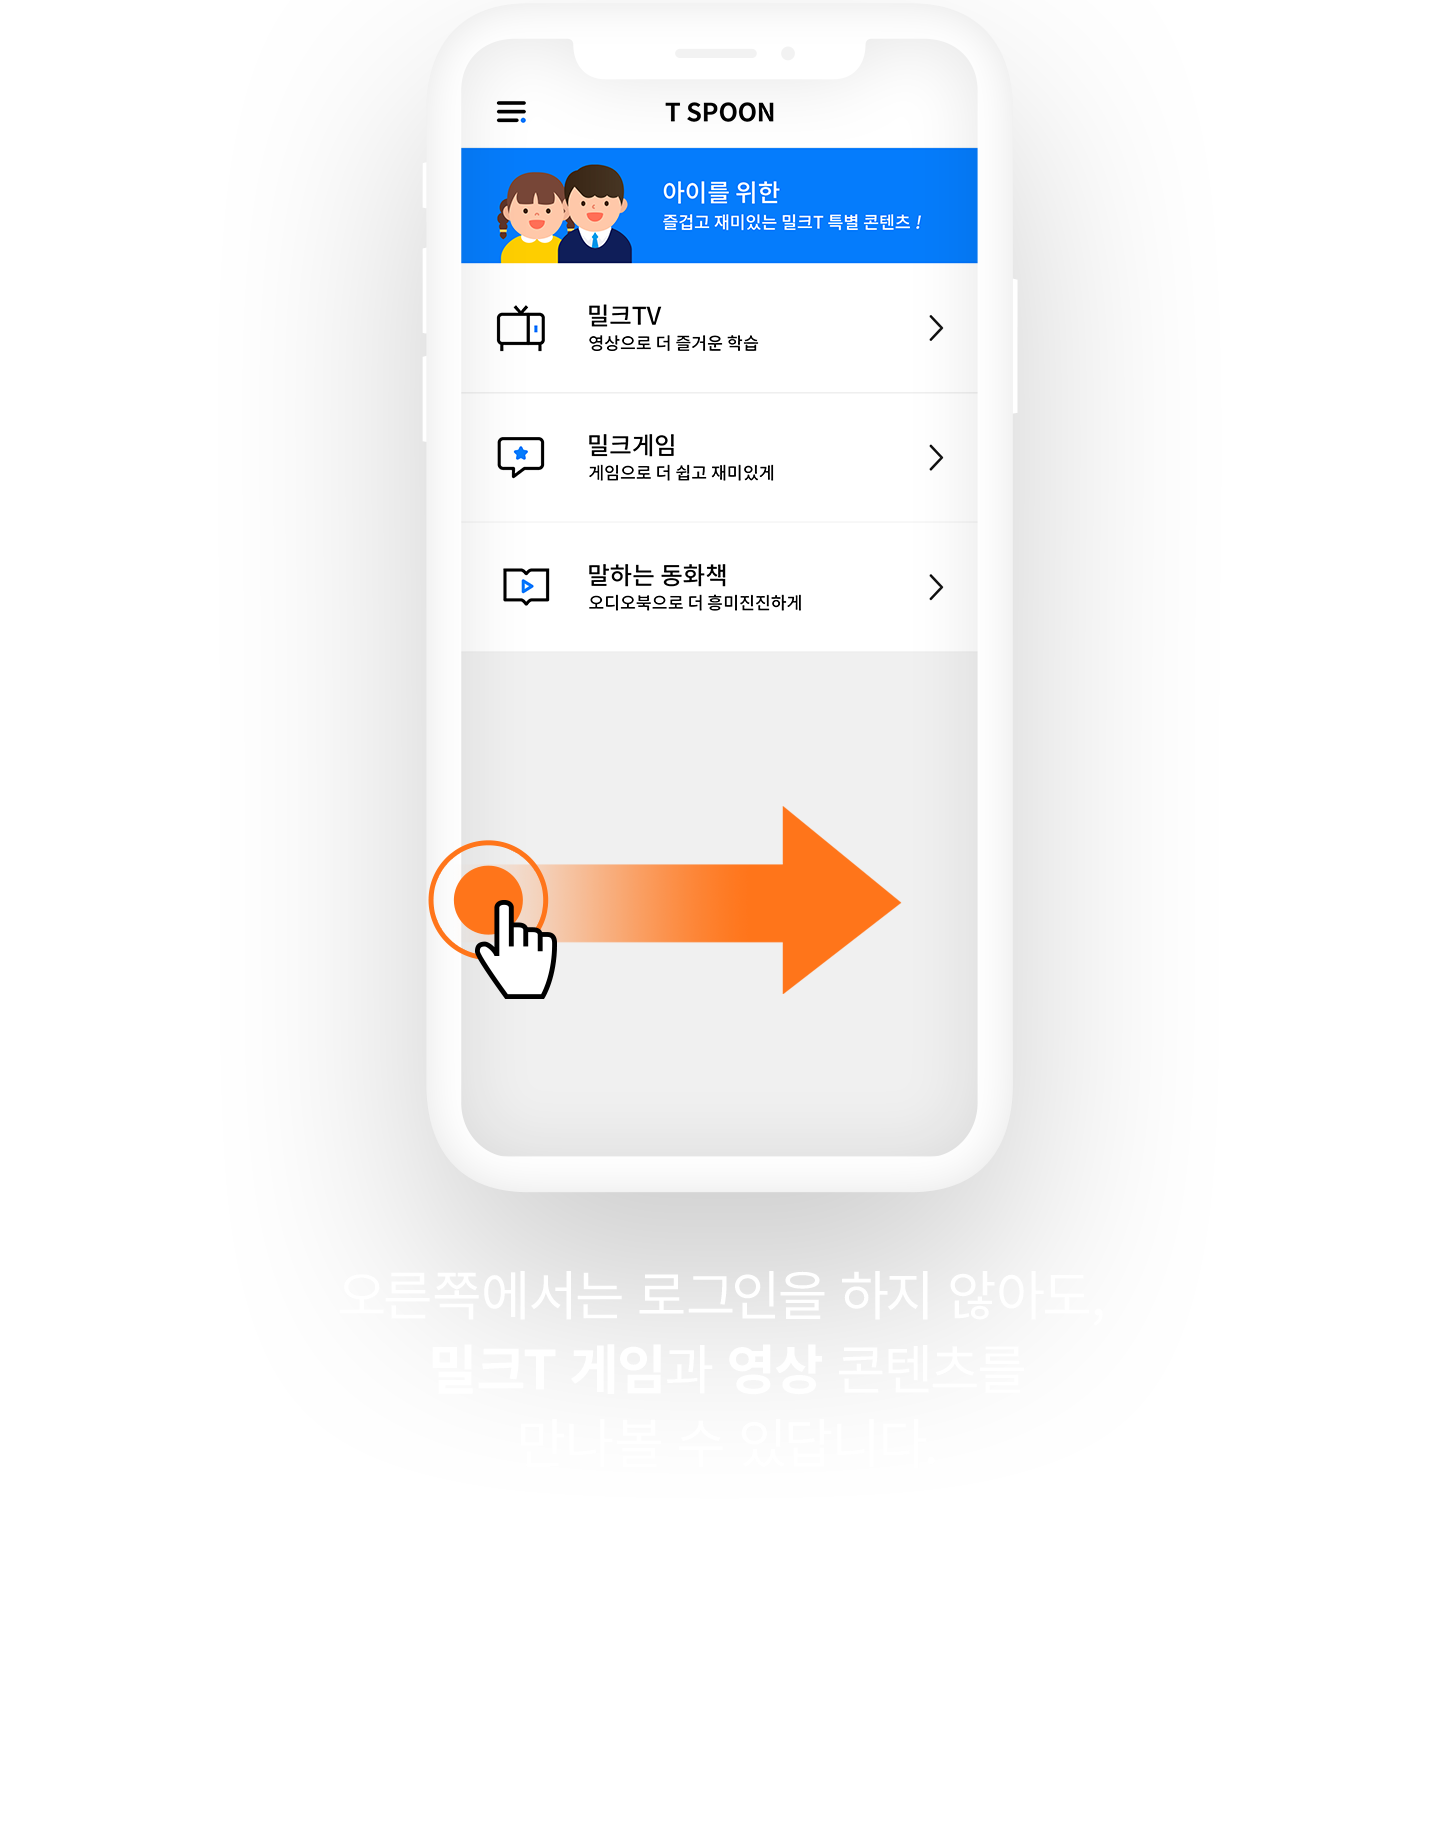 T SPOON
아이를 위한
즐겁고 재미있는 밀크T 특별 콘텐츠 !
밀크TV
영상으로 더 즐거운 학습
밀크게임
게임으로 더 쉽고 재미있게
말하는 동화책
오디오북으로 더 흥미진진하게
오른쪽에서는 로그인을 하지 않아도,
밀크T 게임과 영상 콘텐츠를
만나볼 수 있답니다.